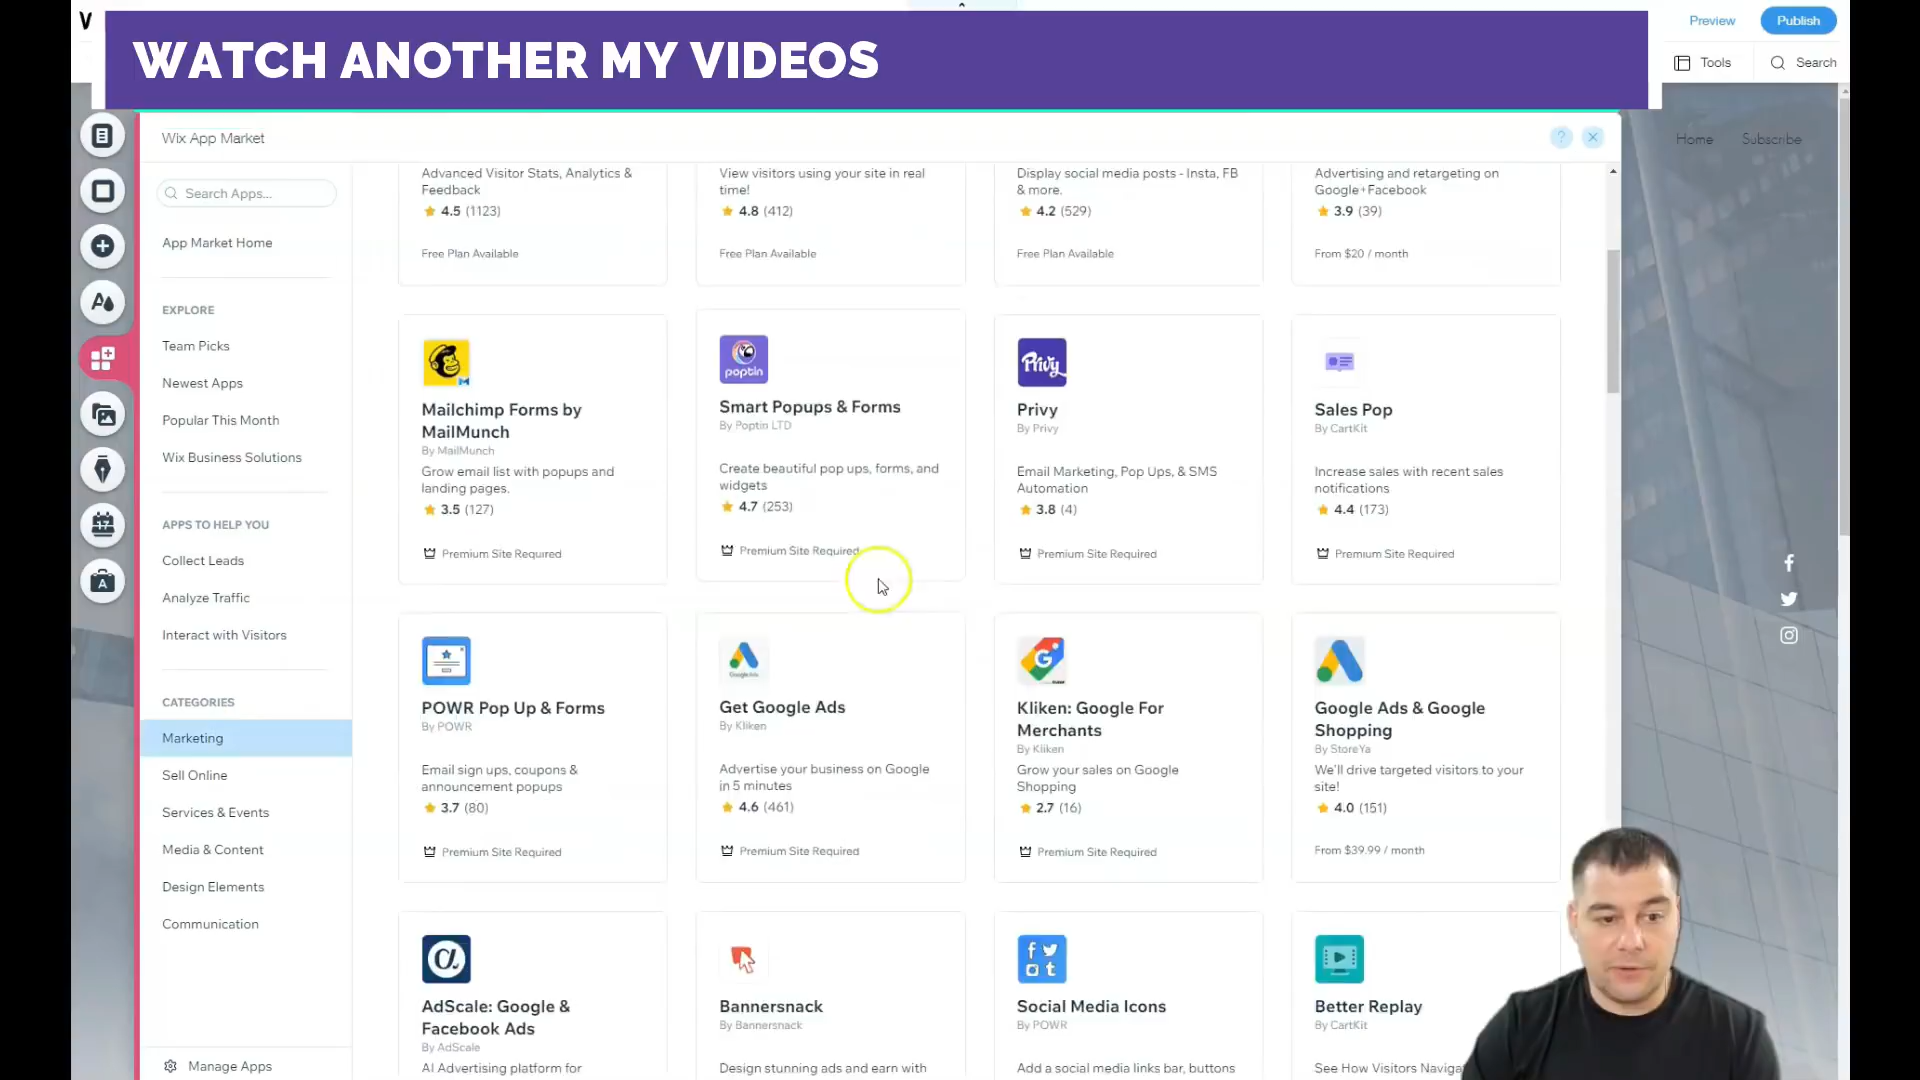 WATCH ANOTHER MY VIDEOS
Preview
Publish
Tools
Search
Wix App Market
?
Home
Subscribe
Search Apps...
App Market Home
EXPLORE
Team Picks
Newest Apps
Popular This Month
Wix Business Solutions
APPS TO HELP YOU
Collect Leads
Analyze Traffic
Interact with Visitors
CATEGORIES
Marketing
Sell Online
Services & Events
Media & Content
Design Elements
Communication
Manage Apps
Advanced Visitor Stats, Analytics &
Feedback
4.5 (1123)
Free Plan Available
View visitors using your site in real
time!
4.8 (412)
Free Plan Available
Display social media posts - Insta, FB
& more.
4.2 (529)
Free Plan Available
Advertising and retargeting on
Google+Facebook
3.9 (39)
From $20 / month
Mailchimp Forms by
MailMunch
By MailMunch
Grow email list with popups and
landing pages.
3.5 (127)
Premium Site Required
poptin
Smart Popups & Forms
By Poptin LTD
Create beautiful pop ups, forms, and
widgets
4.7 (253)
Premium Site Required
Privy
Privy
By Privy
Email Marketing, Pop Ups, & SMS
Automation
3.8 (4)
Premium Site Required
Sales Pop
By CartKit
Increase sales with recent sales
notifications
4.4 (173)
Premium Site Required
POWR Pop Up & Forms
By POWR
Email sign ups, coupons &
announcement popups
3.7 (80)
Premium Site Required
Google Ads
Get Google Ads
By Kliken
Advertise your business on Google
in 5 minutes
4.6 (461)
Premium Site Required
Kliken: Google For
Merchants
By Kliken
Grow your sales on Google
Shopping
2.7 (16)
Premium Site Required
Google Ads & Google
Shopping
By StoreYa
We'll drive targeted visitors to your
site!
4.0 (151)
From $39.99 / month
AdScale: Google &
Facebook Ads
By AdScale
AI Advertising platform for
Bannersnack
By Bannersnack
Design stunning ads and earn with
Social Media Icons
By POWR
Add a social media links bar, buttons
Better Replay
By CartKit
See How Visitors Naviga